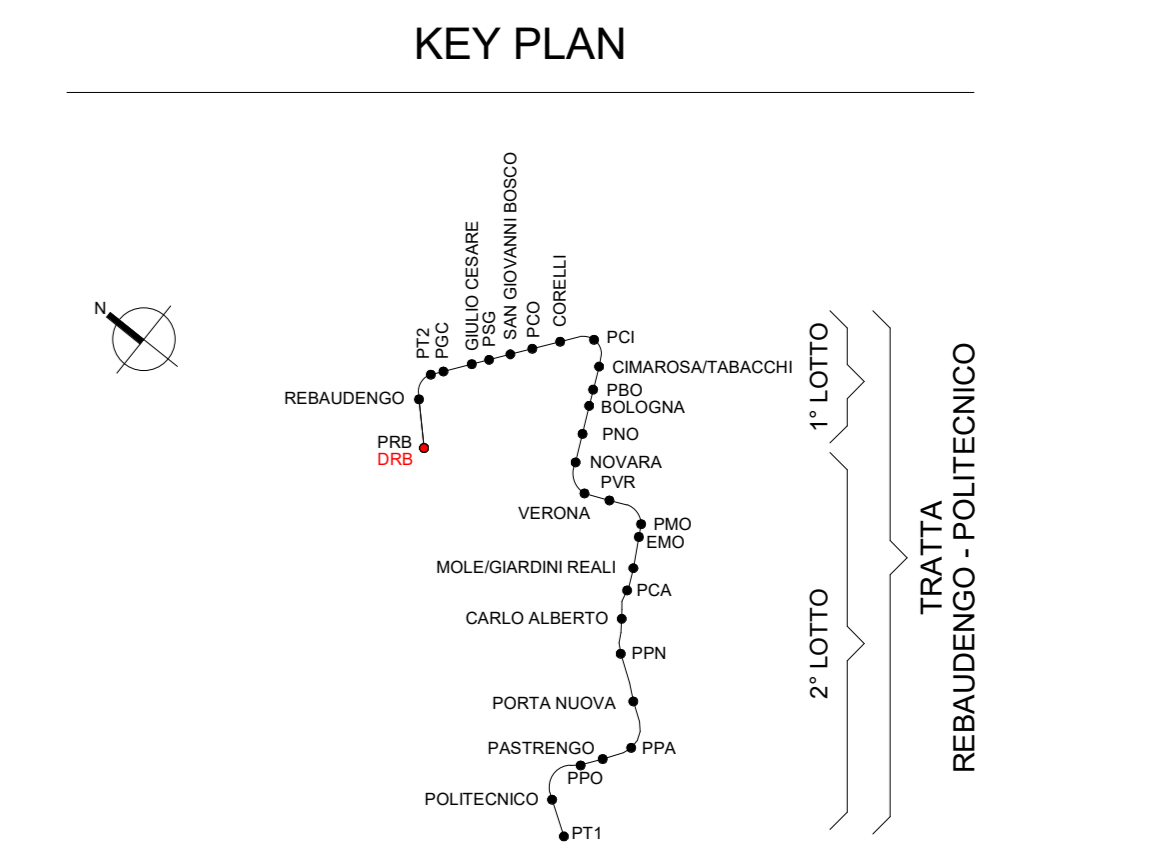 KEY PLAN
N
REBAUDENGO
PRB
DRB
PT2
PGC
GIULIO CESARE
PSG
SAN GIOVANNI BOSCO
PCO
CORELLI
PCI
CIMAROSA/TABACCHI
PBO
BOLOGNA
PNO
NOVARA
PVR
VERONA
PMO
EMO
MOLE/GIARDINI REALI
PCA
CARLO ALBERTO
PPN
PORTA NUOVA
PPA
PASTRENGO
PPO
POLITECNICO
PT1
1° LOTTO
2° LOTTO
TRATTA
REBAUDENGO - POLITECNICO